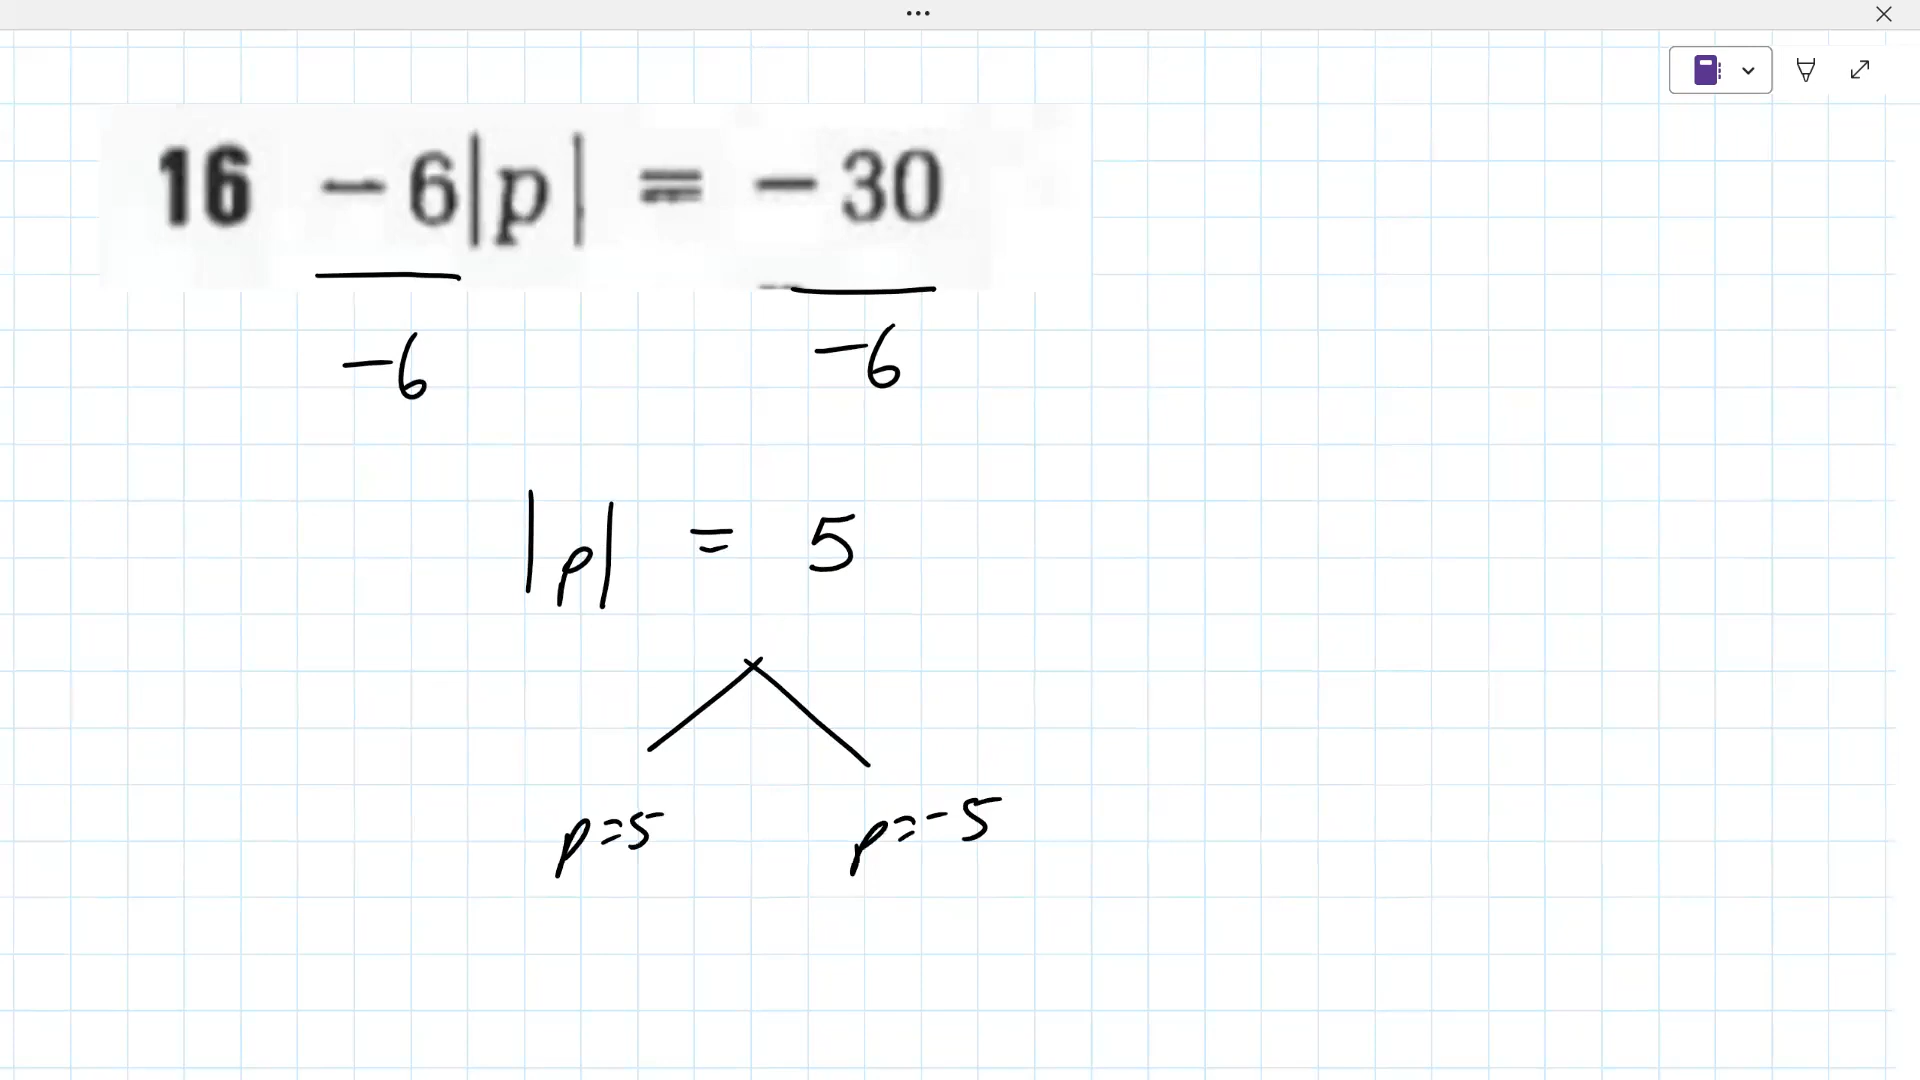 16 – 6|p| = – 30
–6 –6
|p| = 5
p=5 p=-5